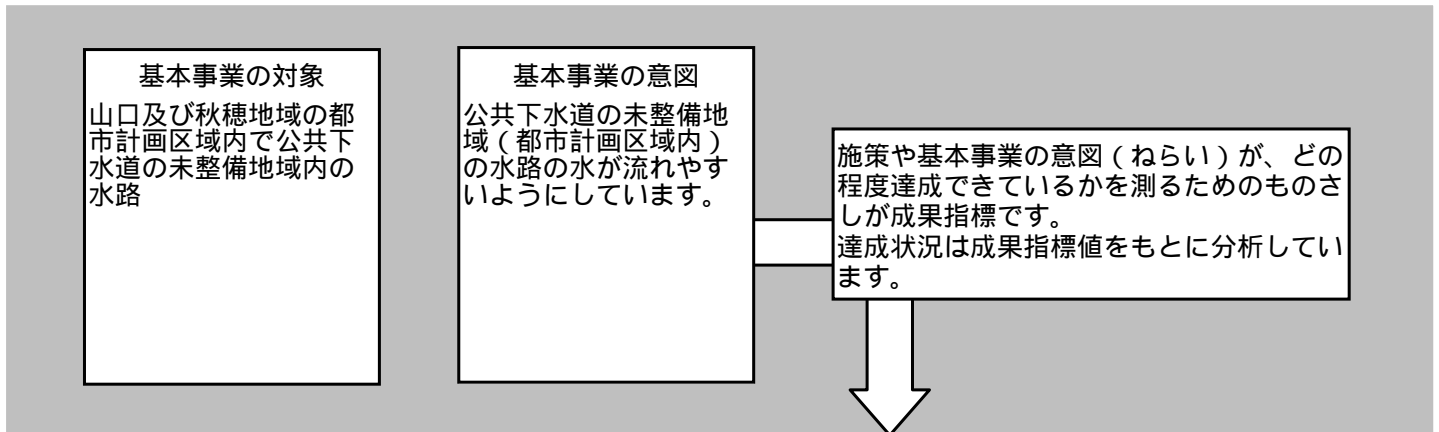 基本事業の対象
山口及び秋穂地域の都
市計画区域内で公共下
水道の未整備地域内の
水路
基本事業の意図
公共下水道の未整備地
域（都市計画区域内）
の水路の水が流れやす
いようにしています。
施策や基本事業の意図（ねらい）が、どの
程度達成できているかを測るためのものさ
しが成果指標です。
達成状況は成果指標値をもとに分析してい
ます。